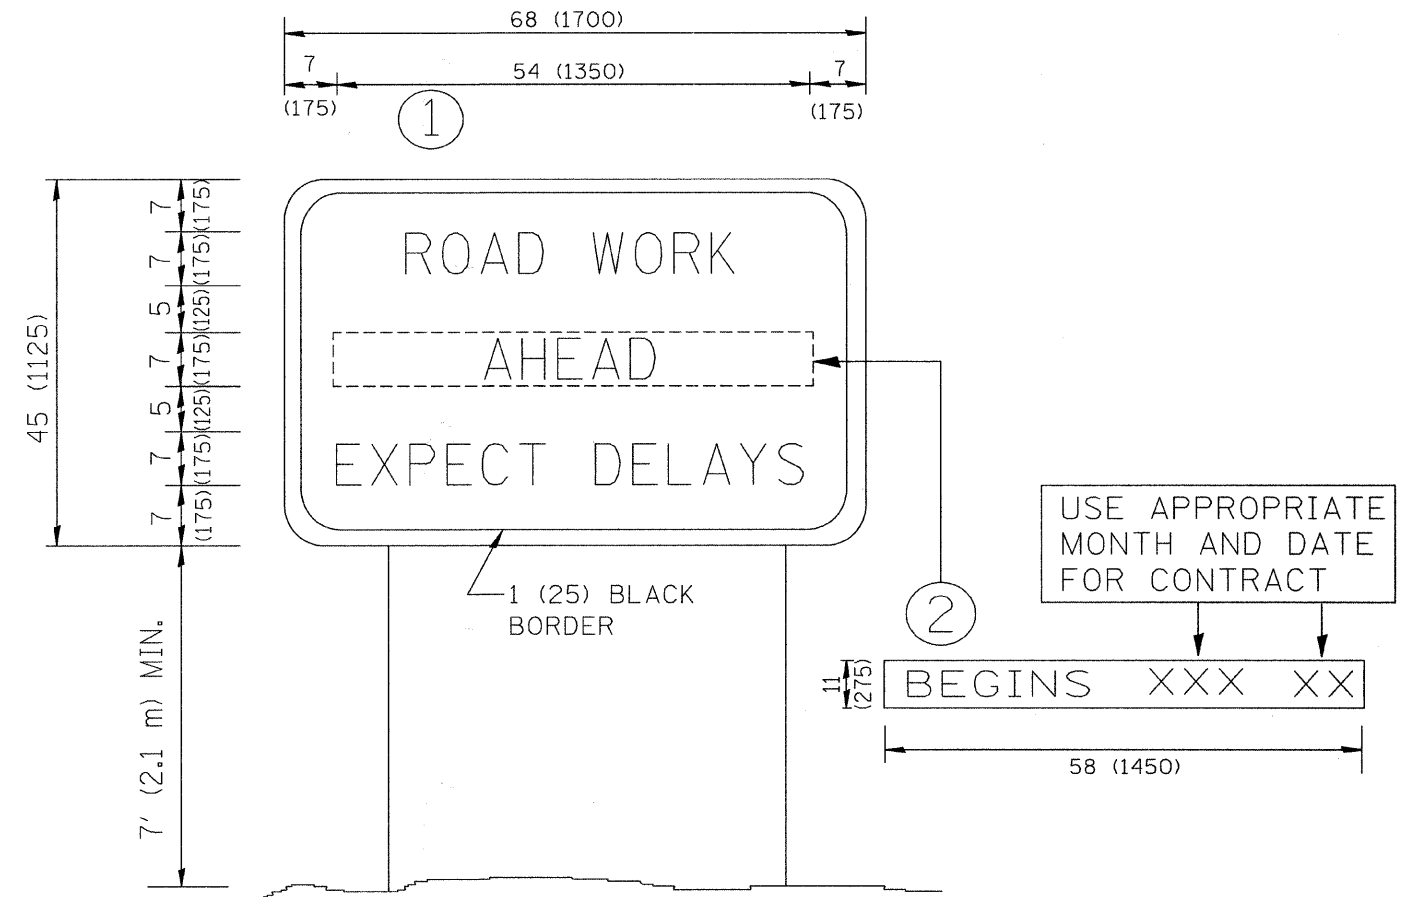 68 (1700)
7
54 (1350)
7
(175)
(175)
1
45 (1125)
7
(175)
7
(175)
5
(125)
7
(175)
5
(125)
7
(175)
7
(175)
ROAD WORK
AHEAD
EXPECT DELAYS
1 (25) BLACK
BORDER
7' (2.1 m) MIN.
USE APPROPRIATE
MONTH AND DATE
FOR CONTRACT
2
11
(275)
BEGINS XXX XX
58 (1450)